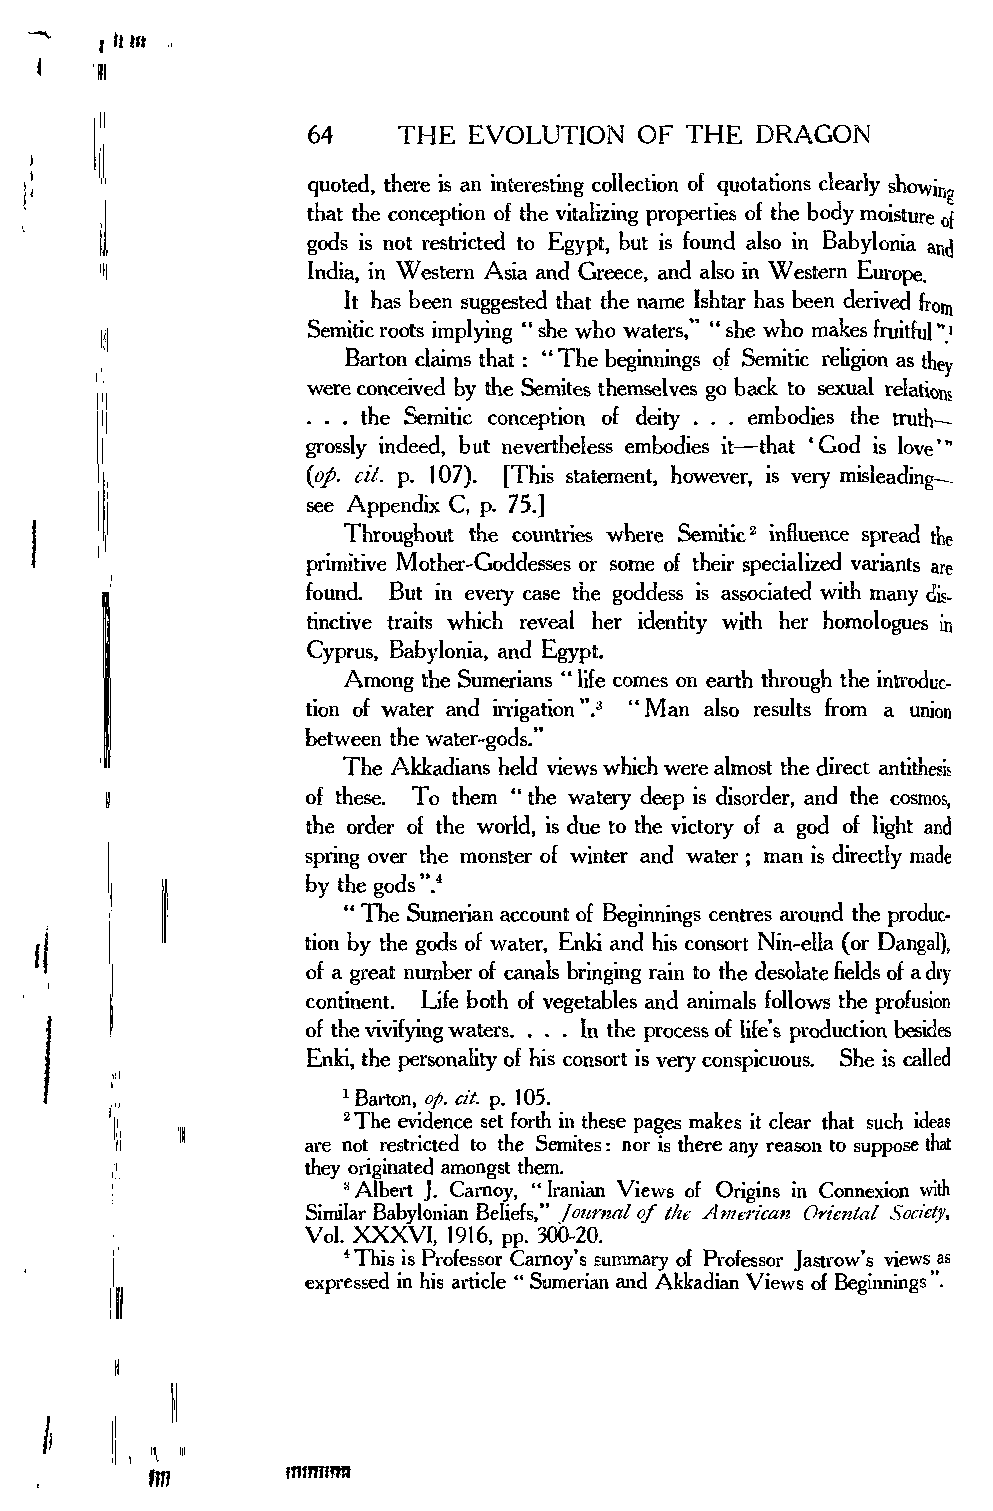 64 THE EVOLUTION OF THE DRAGON
quoted, there is an interesting collection of quotations clearly showing
that the conception of the vitalizing properties of the body moisture of
gods is not restricted to Egypt, but is found also in Babylonia and
India, in Western Asia and Greece, and also in Western Europe.
It has been suggested that the name Ishtar has been derived from
Semitic roots implying “ she who waters,” “ she who makes fruitful ”.¹
Barton claims that : “ The beginnings of Semitic religion as they
were conceived by the Semites themselves go back to sexual relations
. . . the Semitic conception of deity . . . embodies the truth—
grossly indeed, but nevertheless embodies it—that ‘ God is love ’ ”
(op. cit. p. 107). [This statement, however, is very misleading—
see Appendix C, p. 75.]
Throughout the countries where Semitic ² influence spread the
primitive Mother-Goddesses or some of their specialized variants are
found. But in every case the goddess is associated with many dis-
tinctive traits which reveal her identity with her homologues in
Cyprus, Babylonia, and Egypt.
Among the Sumerians “ life comes on earth through the introduc-
tion of water and irrigation ”.³ “ Man also results from a union
between the water-gods.”
The Akkadians held views which were almost the direct antithesis
of these. To them “ the watery deep is disorder, and the cosmos,
the order of the world, is due to the victory of a god of light and
spring over the monster of winter and water ; man is directly made
by the gods ”.⁴
“ The Sumerian account of Beginnings centres around the produc-
tion by the gods of water, Enki and his consort Nin-ella (or Dangal),
of a great number of canals bringing rain to the desolate fields of a dry
continent. Life both of vegetables and animals follows the profusion
of the vivifying waters. . . . In the process of life’s production besides
Enki, the personality of his consort is very conspicuous. She is called
¹ Barton, op. cit. p. 105.
² The evidence set forth in these pages makes it clear that such ideas
are not restricted to the Semites: nor is there any reason to suppose that
they originated amongst them.
³ Albert J. Carnoy, “ Iranian Views of Origins in Connexion with
Similar Babylonian Beliefs,” Journal of the American Oriental Society,
Vol. XXXVI, 1916, pp. 300-20.
⁴ This is Professor Carnoy’s summary of Professor Jastrow’s views as
expressed in his article “ Sumerian and Akkadian Views of Beginnings ”.